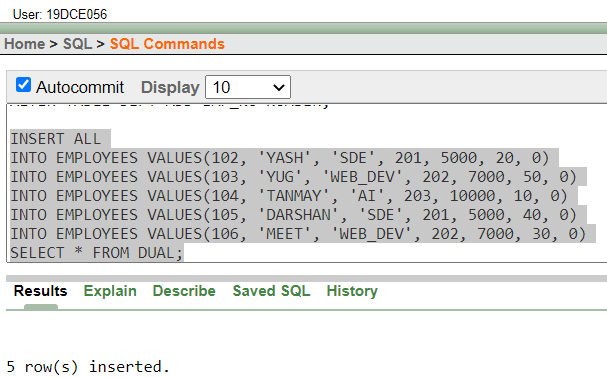 User: 19DCE056
Home > SQL > SQL Commands
Autocommit Display 10
INSERT ALL
INTO EMPLOYEES VALUES(102, 'YASH', 'SDE', 201, 5000, 20, 0)
INTO EMPLOYEES VALUES(103, 'YUG', 'WEB_DEV', 202, 7000, 50, 0)
INTO EMPLOYEES VALUES(104, 'TANMAY', 'AI', 203, 10000, 10, 0)
INTO EMPLOYEES VALUES(105, 'DARSHAN', 'SDE', 201, 5000, 40, 0)
INTO EMPLOYEES VALUES(106, 'MEET', 'WEB_DEV', 202, 7000, 30, 0)
SELECT * FROM DUAL;
Results Explain Describe Saved SQL History
5 row(s) inserted.